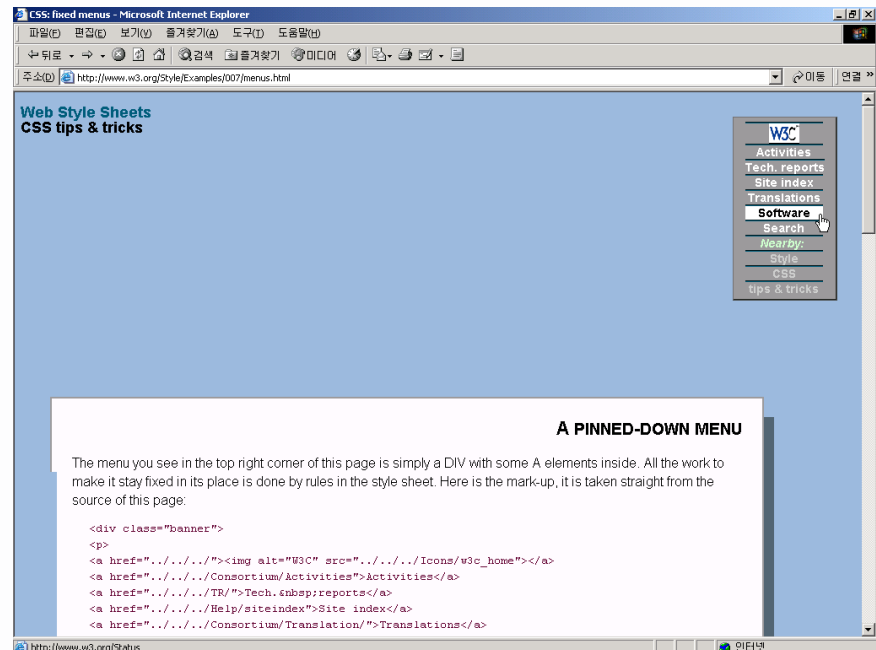 CSS: fixed menus - Microsoft Internet Explorer
파일(F) 편집(E) 보기(V) 즐겨찾기(A) 도구(T) 도움말(H)
뒤로 검색 즐겨찾기 미디어
주소(D) http://www.w3.org/Style/Examples/007/menus.html 이동 연결 »
Web Style Sheets
CSS tips & tricks
W3C
Activities
Tech. reports
Site index
Translations
Software
Search
Nearby:
Style
CSS
tips & tricks
A PINNED-DOWN MENU
The menu you see in the top right corner of this page is simply a DIV with some A elements inside. All the work to
make it stay fixed in its place is done by rules in the style sheet. Here is the mark-up, it is taken straight from the
source of this page:
<div class="banner">
<p>
<a href="../../../"><img alt="W3C" src="../../../Icons/w3c_home"></a>
<a href="../../../Consortium/Activities">Activities</a>
<a href="../../../TR/">Tech.&nbsp;reports</a>
<a href="../../../Help/siteindex">Site index</a>
<a href="../../../Consortium/Translation/">Translations</a>
http://www.w3.org/Status 인터넷